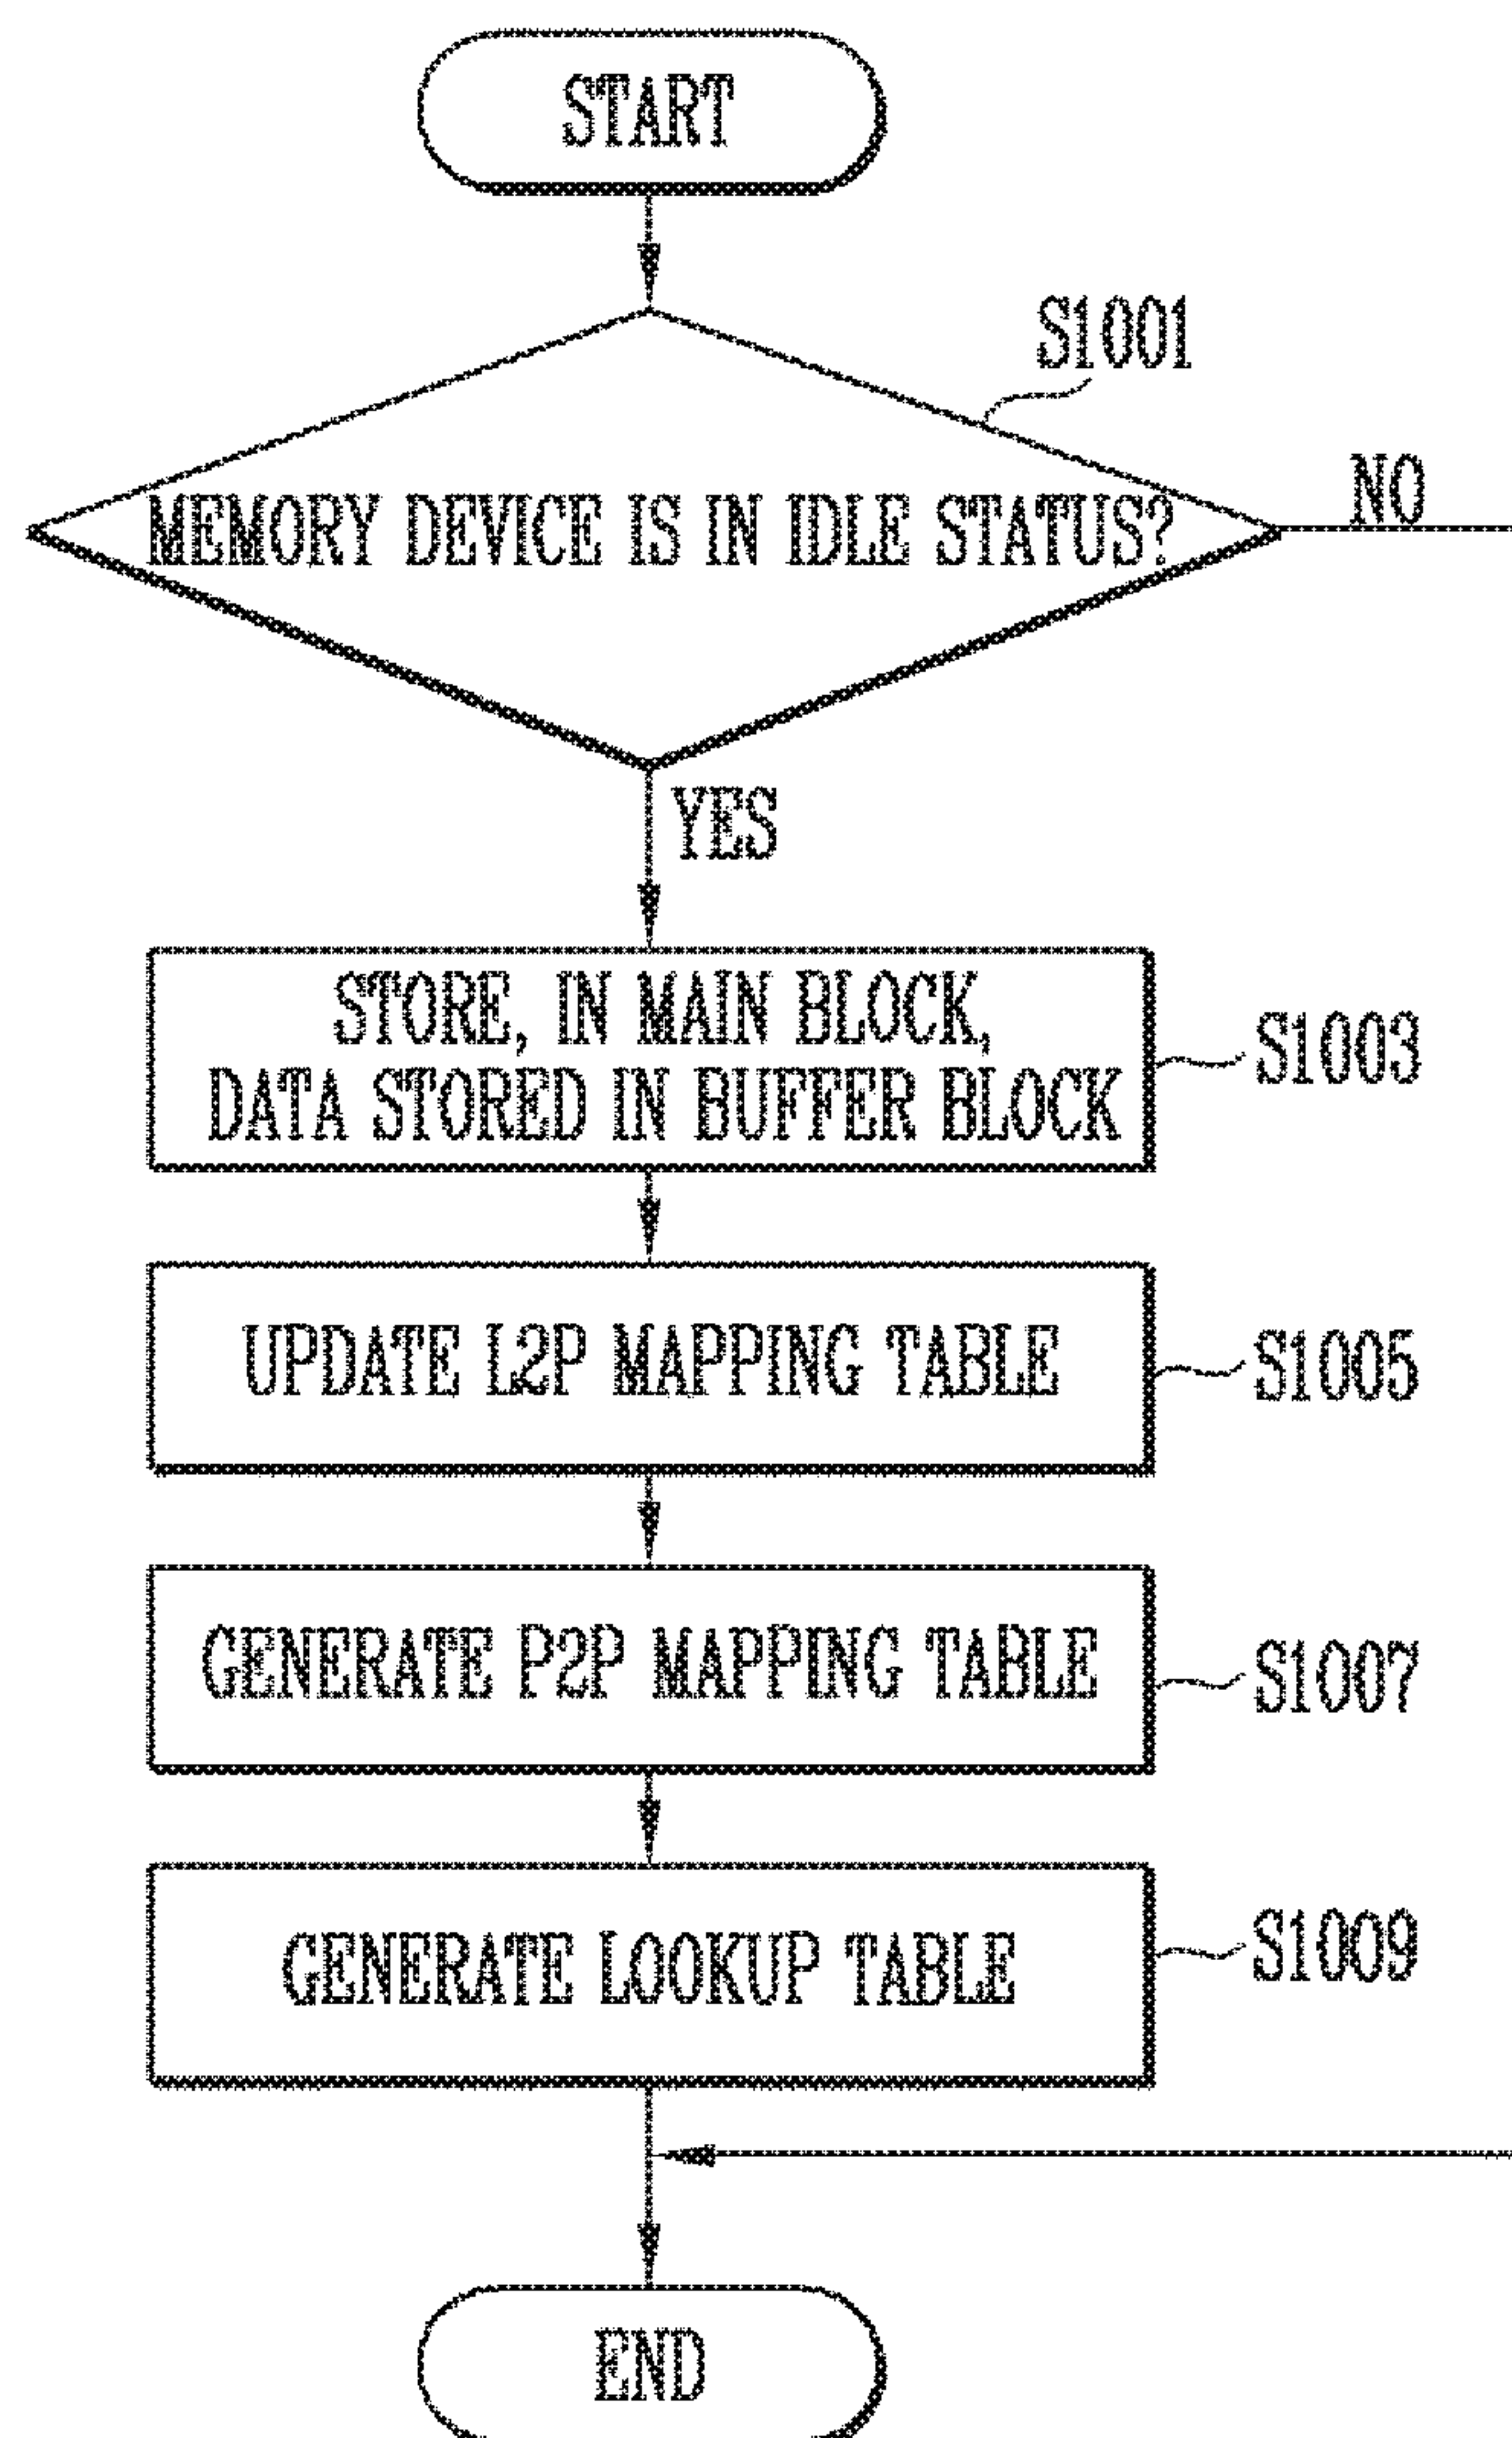 START
S1001
MEMORY DEVICE IS IN IDLE STATUS?
NO
YES
STORE, IN MAIN BLOCK,
DATA STORED IN BUFFER BLOCK
S1003
UPDATE L2P MAPPING TABLE
S1005
GENERATE P2P MAPPING TABLE
S1007
GENERATE LOOKUP TABLE
S1009
END